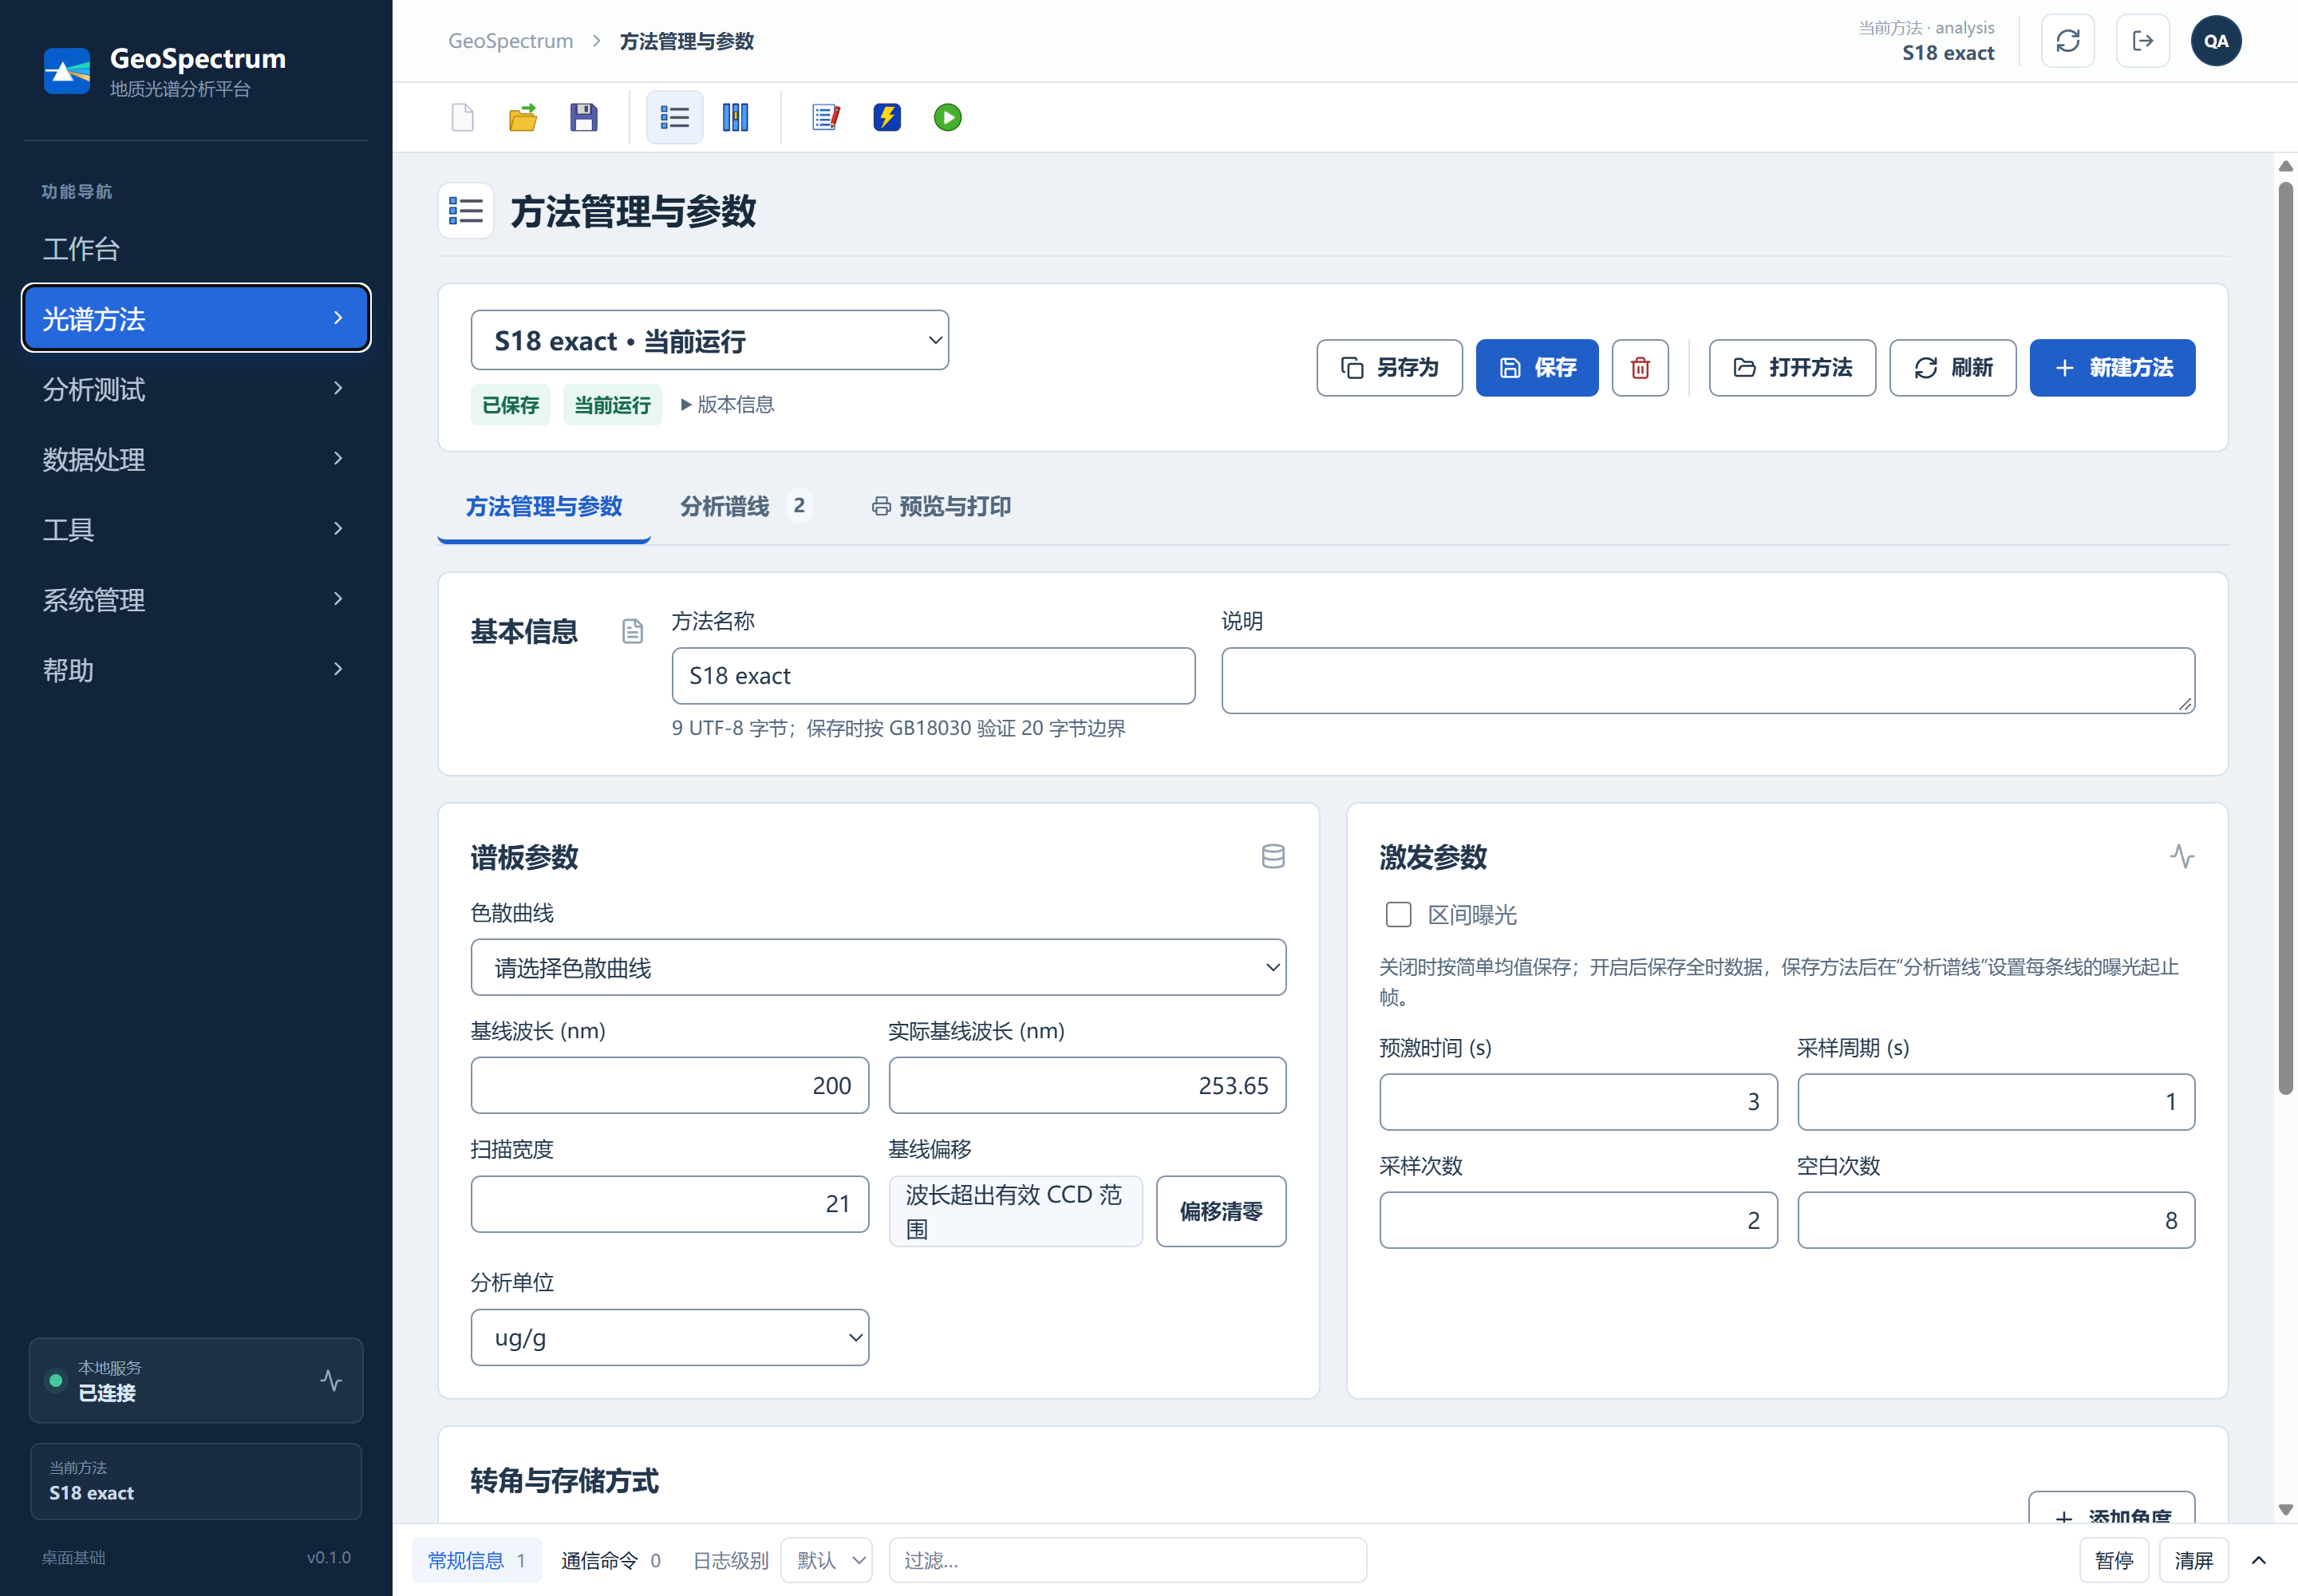 GeoSpectrum
地质光谱分析平台
功能导航
工作台
光谱方法
分析测试
数据处理
工具
系统管理
帮助
本地服务
已连接
当前方法
S18 exact
桌面基础 v0.1.0
GeoSpectrum 方法管理与参数
当前方法 · analysis
S18 exact
QA
方法管理与参数
S18 exact • 当前运行
已保存 当前运行 版本信息
另存为 保存 打开方法 刷新 新建方法
方法管理与参数 分析谱线 2 预览与打印
基本信息
方法名称
S18 exact
9 UTF-8 字节；保存时按 GB18030 验证 20 字节边界
说明
谱板参数
色散曲线
请选择色散曲线
基线波长 (nm) 实际基线波长 (nm)
200 253.65
扫描宽度 基线偏移
21 波长超出有效 CCD 范
围
偏移清零
分析单位
ug/g
激发参数
区间曝光
关闭时按简单均值保存；开启后保存全时数据，保存方法后在“分析谱线”设置每条线的曝光起止
帧。
预激时间 (s) 采样周期 (s)
3 1
采样次数 空白次数
2 8
转角与存储方式
添加角度
常规信息 1 通信命令 0 日志级别 默认 过滤... 暂停 清屏